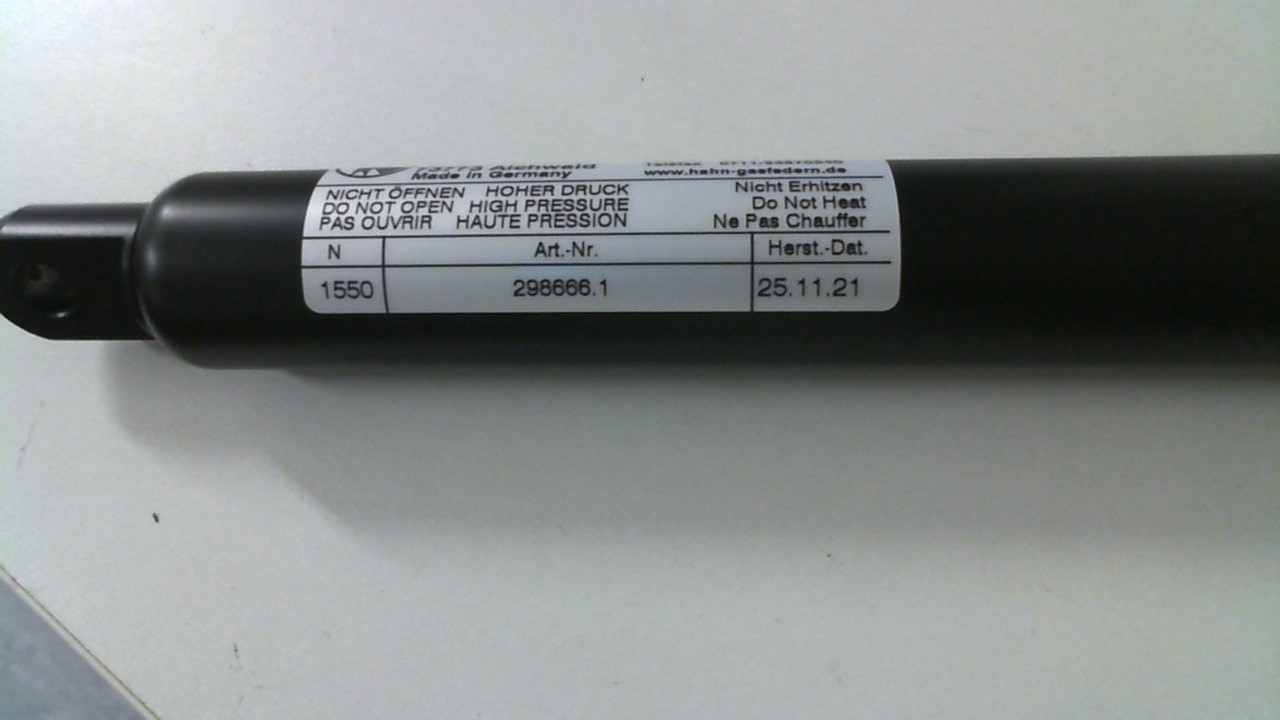 73773 Aichwald
Made in Germany www.hahn-gasfedern.de
NICHT ÖFFNEN HOHER DRUCK Nicht Erhitzen
DO NOT OPEN HIGH PRESSURE Do Not Heat
PAS OUVRIR HAUTE PRESSION Ne Pas Chauffer
N Art.-Nr. Herst.-Dat.
1550 298666.1 25.11.21